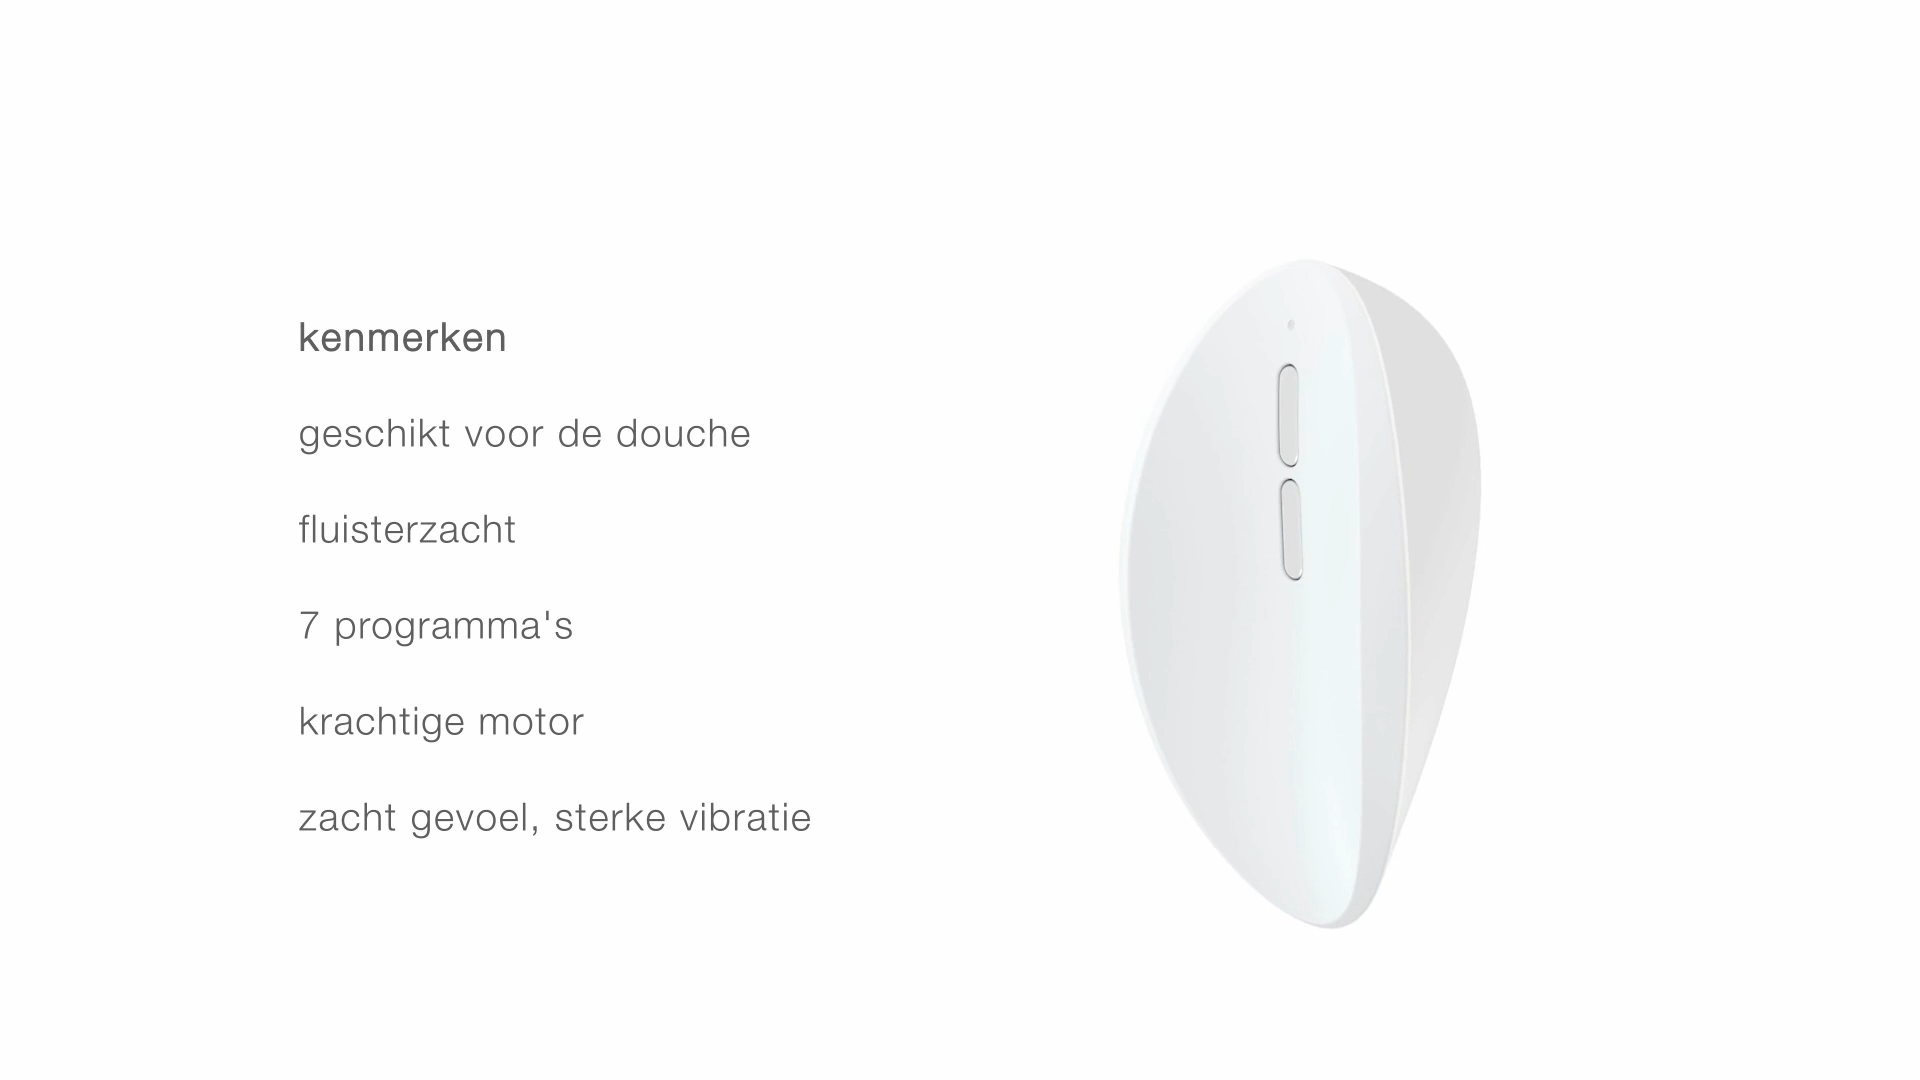 kenmerken
geschikt voor de douche
fluisterzacht
7 programma's
krachtige motor
zacht gevoel, sterke vibratie